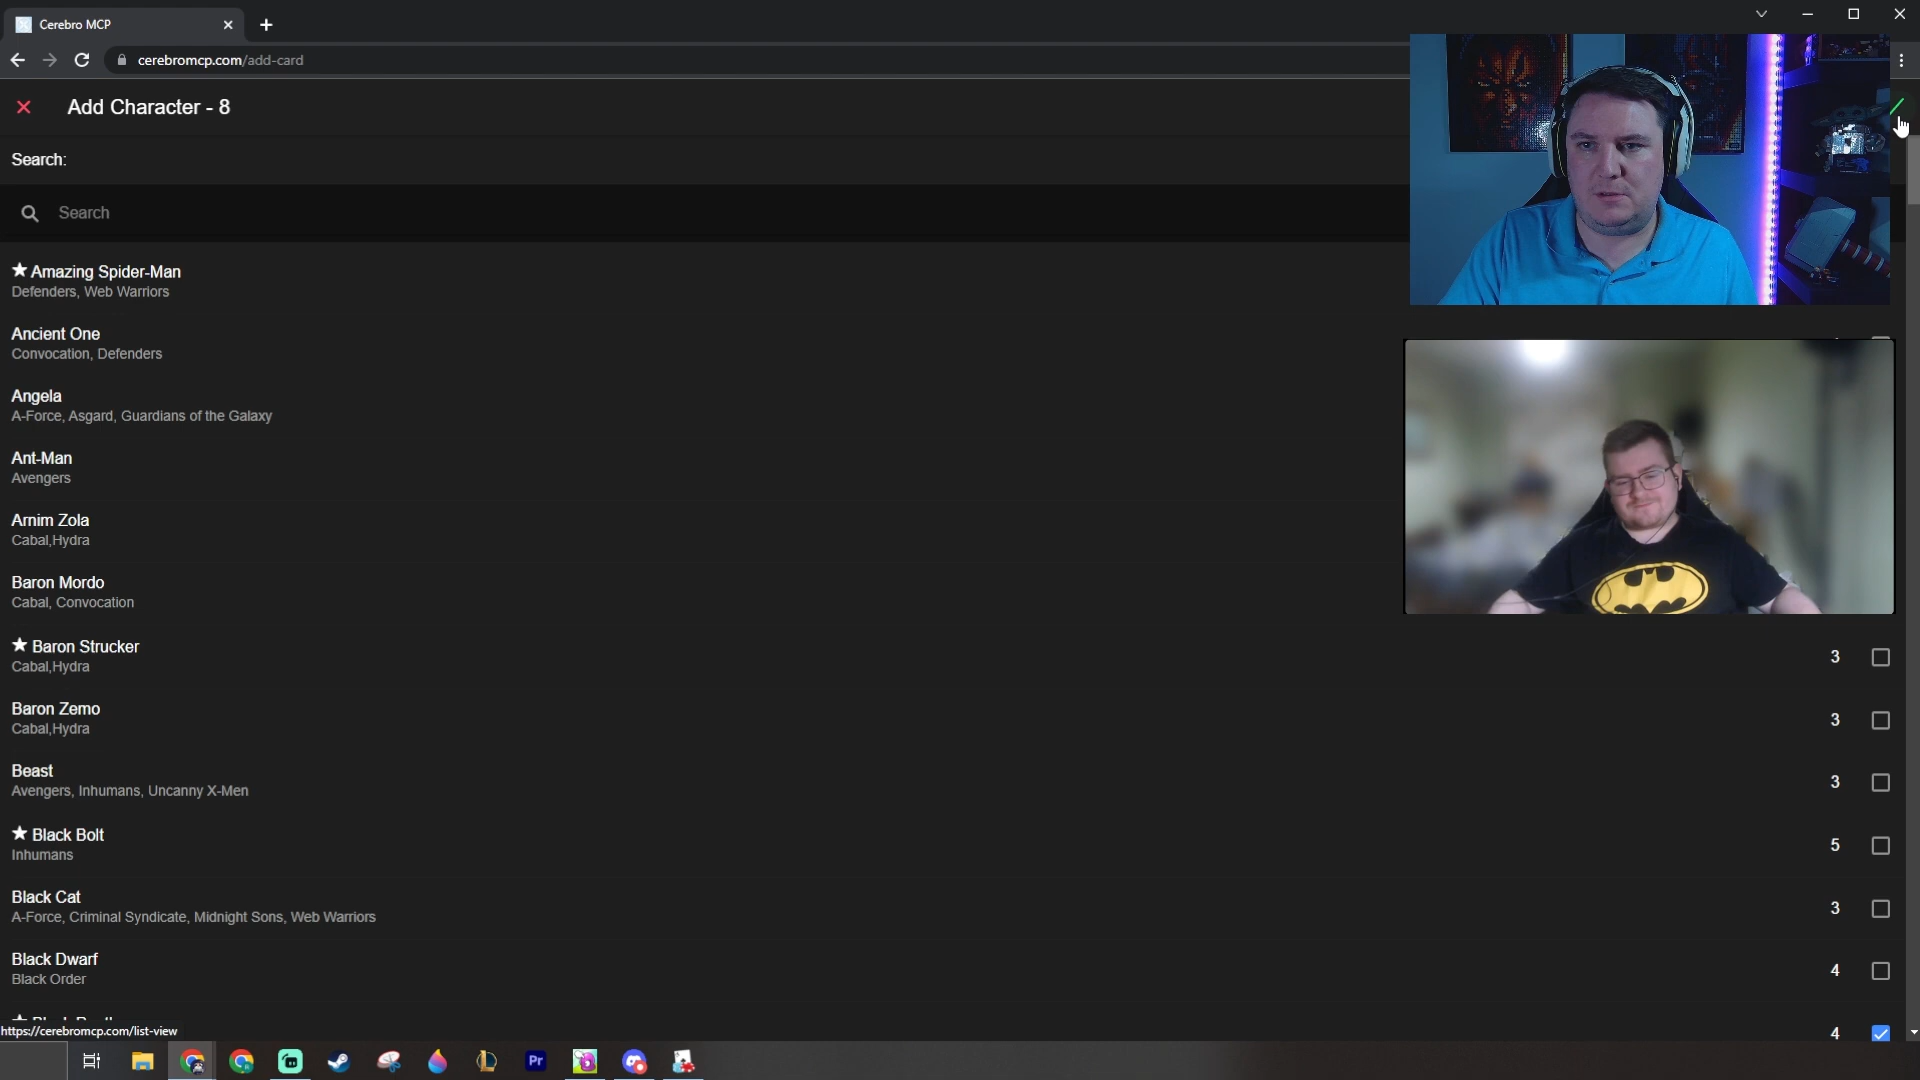 Cerebro MCP
cerebromcp.com/add-card
Add Character - 8
Search:
Search
★ Amazing Spider-Man
Defenders, Web Warriors
Ancient One
Convocation, Defenders
Angela
A-Force, Asgard, Guardians of the Galaxy
Ant-Man
Avengers
Arnim Zola
Cabal,Hydra
Baron Mordo
Cabal, Convocation
★ Baron Strucker
Cabal,Hydra
3
Baron Zemo
Cabal,Hydra
3
Beast
Avengers, Inhumans, Uncanny X-Men
3
★ Black Bolt
Inhumans
5
Black Cat
A-Force, Criminal Syndicate, Midnight Sons, Web Warriors
3
Black Dwarf
Black Order
4
4
https://cerebromcp.com/list-view
Pr